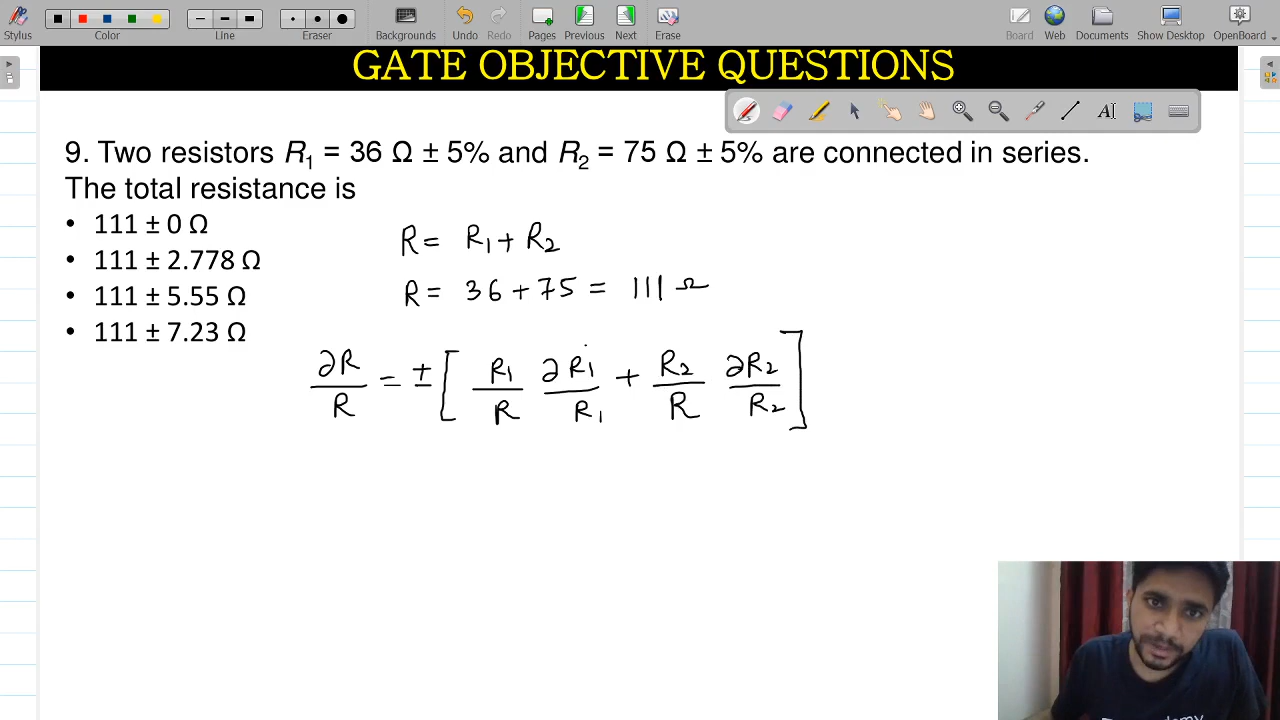 Stylus Color Line Eraser Backgrounds Undo Redo Pages Previous Next Erase Board Web Documents Show Desktop OpenBoard
GATE OBJECTIVE QUESTIONS
9. Two resistors R1 = 36 Ω ± 5% and R2 = 75 Ω ± 5% are connected in series.
The total resistance is
• 111 ± 0 Ω
• 111 ± 2.778 Ω
• 111 ± 5.55 Ω
• 111 ± 7.23 Ω
R = R1 + R2
R = 36 + 75 = 111 Ω
∂R/R = ± [ R1/R ∂R1/R1 + R2/R ∂R2/R2 ]